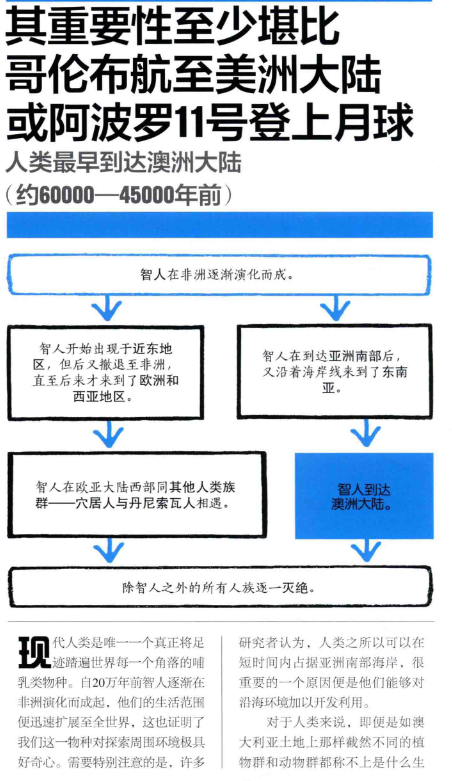 其重要性至少堪比
哥伦布航至美洲大陆
或阿波罗11号登上月球
人类最早到达澳洲大陆
（约60000—45000年前）
智人在非洲逐渐演化而成。
智人开始出现于近东地
区，但后又撤退至非洲，
直至后来才来到了欧洲和
西亚地区。
智人在到达亚洲南部后，
又沿着海岸线来到了东南
亚。
智人在欧亚大陆西部同其他人类族
群——穴居人与丹尼索瓦人相遇。
智人到达
澳洲大陆。
除智人之外的所有人族逐一灭绝。
现代人类是唯一一个真正将足
迹踏遍世界每一个角落的哺
乳类物种。自20万年前智人逐渐在
非洲演化而成，他们的生活范围
便迅速扩展至全世界，这也证明了
我们这一物种对探索周围环境极具
好奇心。需要特别注意的是，许多
研究者认为，人类之所以可以在
短时间内占据亚洲南部海岸，很
重要的一个原因便是他们能够对
沿海环境加以开发利用。
对于人类来说，即便是如澳
大利亚土地上那样截然不同的植
物群和动物群都称不上是什么生